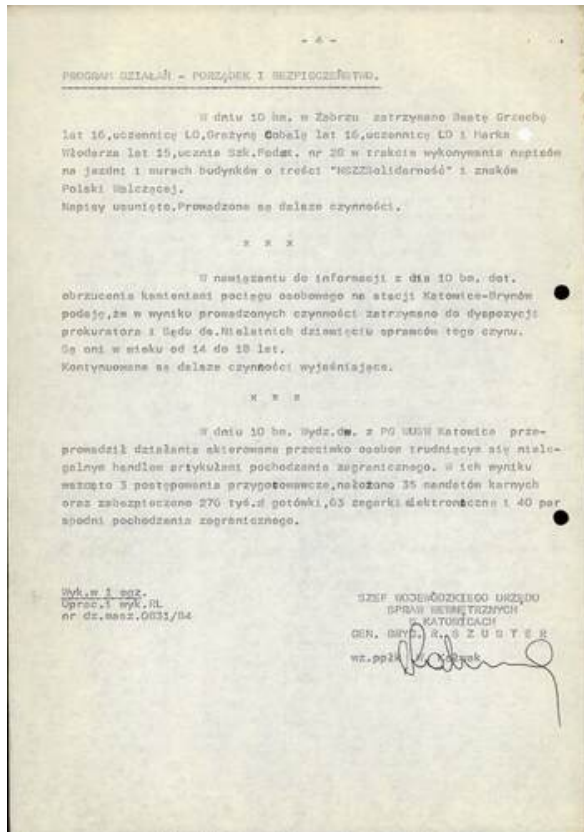 - 4 -
PROGRAM DZIAŁAŃ - PORZĄDEK I BEZPIECZEŃSTWO.
W dniu 10 bm. w Zabrzu zatrzymano Beatę Grzechę
lat 16,uczennicę LO,Grażynę Cobalę lat 16,uczennicę LO i Marka
Włodarza lat 15,ucznia Szk.Podst. nr 20 w trakcie wykonywania napisów
na jezdni i murach budynków o treści "NSZZSolidarność" i znaków
Polski Walczącej.
Napisy usunięto.Prowadzone są dalsze czynności.
x x x
W nawiązaniu do informacji z dnia 10 bm. dot.
obrzucenia kamieniami pociągu osobowego na stacji Katowice-Brynów
podaję,że w wyniku prowadzonych czynności zatrzymano do dyspozycji
prokuratora i Sądu ds.Nieletnich dziewięciu sprawców tego czynu.
Są oni w wieku od 14 do 18 lat.
Kontynuowane są dalsze czynności wyjaśniające.
x x x
W dniu 10 bm. Wydz.ds. z PG WUSW Katowice prze-
prowadził działania skierowane przeciwko osobom trudniącym się niele-
galnym handlem artykułami pochodzenia zagranicznego. W ich wyniku
wszczęto 3 postępowania przygotowawcze,nałożono 35 mandatów karnych
oraz zabezpieczono 276 tyś.zł gotówki,63 zegarki elektroniczne i 40 par
spodni pochodzenia zagranicznego.
Wyk.w 1 egz.
Oprac.i wyk.RL
nr dz.masz.0831/84
SZEF WOJEWÓDZKIEGO URZĘDU
SPRAW WEWNĘTRZNYCH
W KATOWICACH
GEN. BRYG. R. S Z U S T E R
wz.ppłk